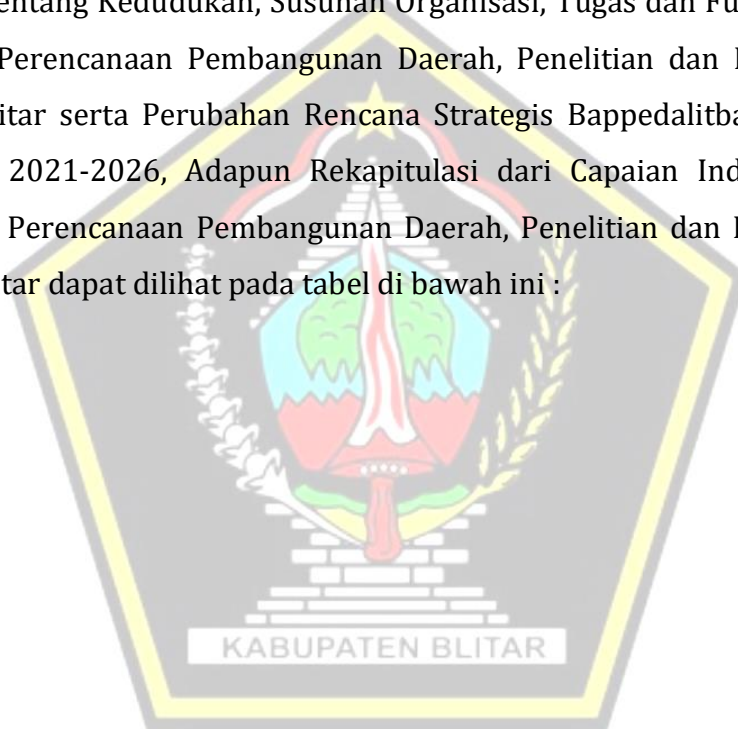 entang Kedudukan, Susunan Organisasi, Tugas dan Fu
Perencanaan Pembangunan Daerah, Penelitian dan
itar serta Perubahan Rencana Strategis Bappedalitba
2021-2026, Adapun Rekapitulasi dari Capaian Ind
Perencanaan Pembangunan Daerah, Penelitian dan
tar dapat dilihat pada tabel di bawah ini :
KABUPATEN BLITAR